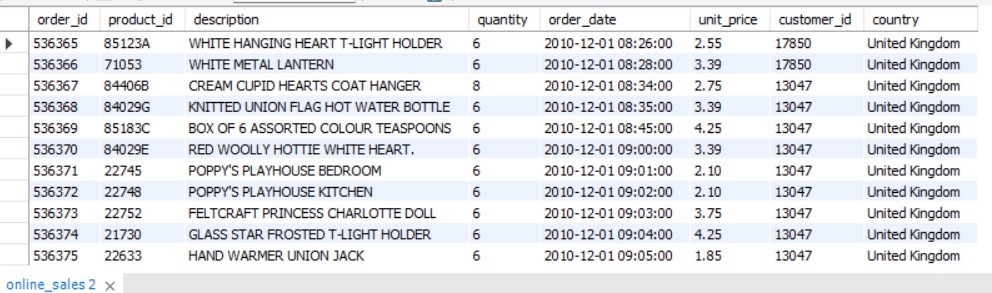 order_id product_id description quantity order_date unit_price customer_id country
536365 85123A WHITE HANGING HEART T-LIGHT HOLDER 6 2010-12-01 08:26:00 2.55 17850 United Kingdom
536366 71053 WHITE METAL LANTERN 6 2010-12-01 08:28:00 3.39 17850 United Kingdom
536367 84406B CREAM CUPID HEARTS COAT HANGER 8 2010-12-01 08:34:00 2.75 13047 United Kingdom
536368 84029G KNITTED UNION FLAG HOT WATER BOTTLE 6 2010-12-01 08:35:00 3.39 13047 United Kingdom
536369 85183C BOX OF 6 ASSORTED COLOUR TEASPOONS 6 2010-12-01 08:45:00 4.25 13047 United Kingdom
536370 84029E RED WOOLLY HOTTIE WHITE HEART. 6 2010-12-01 09:00:00 3.39 13047 United Kingdom
536371 22745 POPPY'S PLAYHOUSE BEDROOM 6 2010-12-01 09:01:00 2.10 13047 United Kingdom
536372 22748 POPPY'S PLAYHOUSE KITCHEN 6 2010-12-01 09:02:00 2.10 13047 United Kingdom
536373 22752 FELTCRAFT PRINCESS CHARLOTTE DOLL 6 2010-12-01 09:03:00 3.75 13047 United Kingdom
536374 21730 GLASS STAR FROSTED T-LIGHT HOLDER 6 2010-12-01 09:04:00 4.25 13047 United Kingdom
536375 22633 HAND WARMER UNION JACK 6 2010-12-01 09:05:00 1.85 13047 United Kingdom
online_sales 2